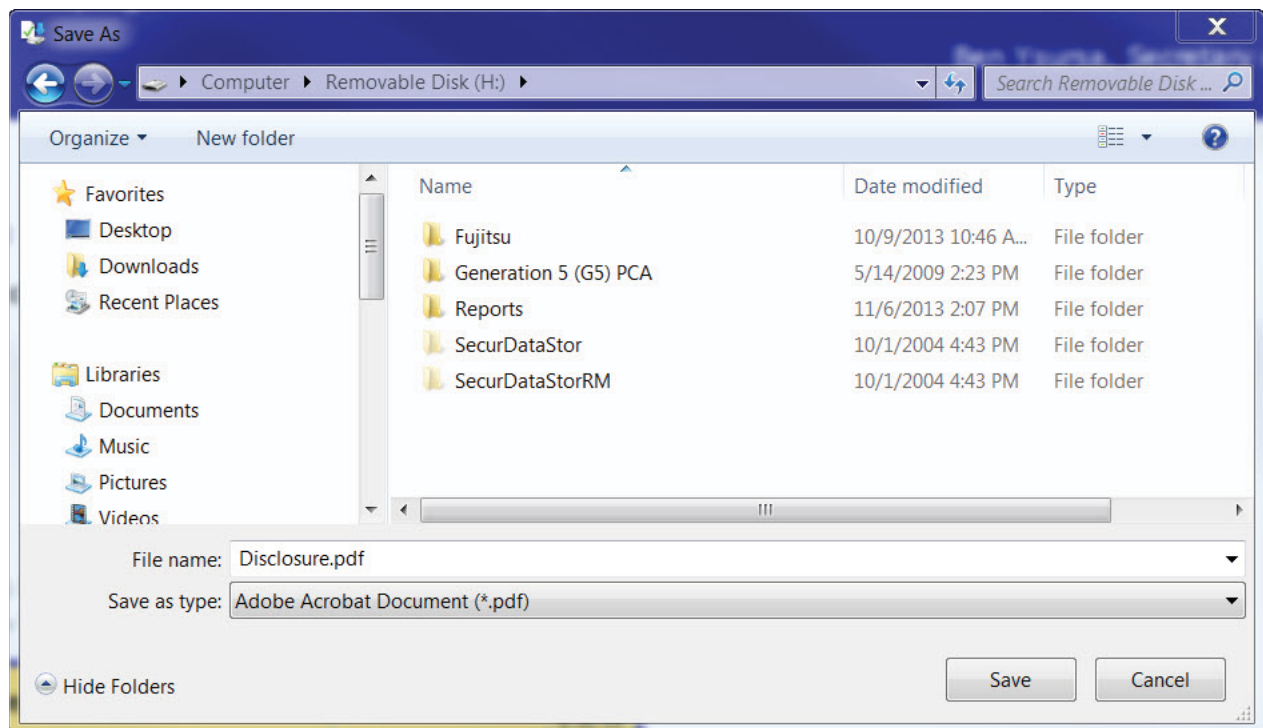 Save As
Computer Removable Disk (H:)
Search Removable Disk ...
Organize New folder
Name Date modified Type
Favorites
Desktop
Downloads
Recent Places
Libraries
Documents
Music
Pictures
Videos
Fujitsu 10/9/2013 10:46 A... File folder
Generation 5 (G5) PCA 5/14/2009 2:23 PM File folder
Reports 11/6/2013 2:07 PM File folder
SecurDataStor 10/1/2004 4:43 PM File folder
SecurDataStorRM 10/1/2004 4:43 PM File folder
File name: Disclosure.pdf
Save as type: Adobe Acrobat Document (*.pdf)
Hide Folders Save Cancel